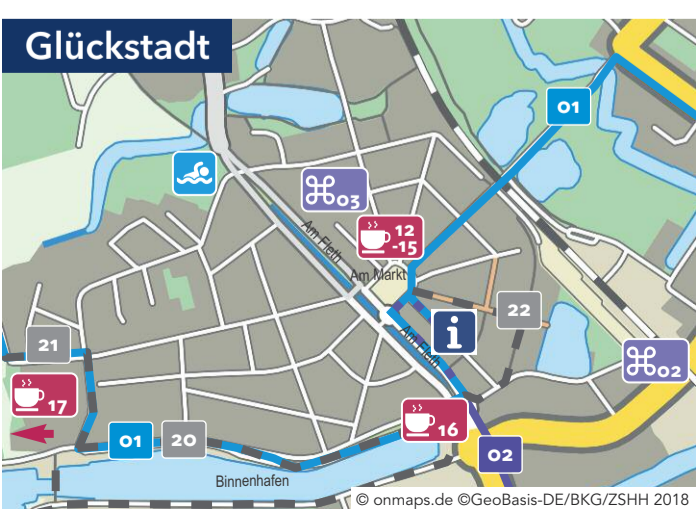 Glückstadt
01
03
Am Fleth
12
-15
Am Markt
22
Am Fleth
i
21
02
17
16
01
20
02
Binnenhafen
© onmaps.de ©GeoBasis-DE/BKG/ZSHH 2018